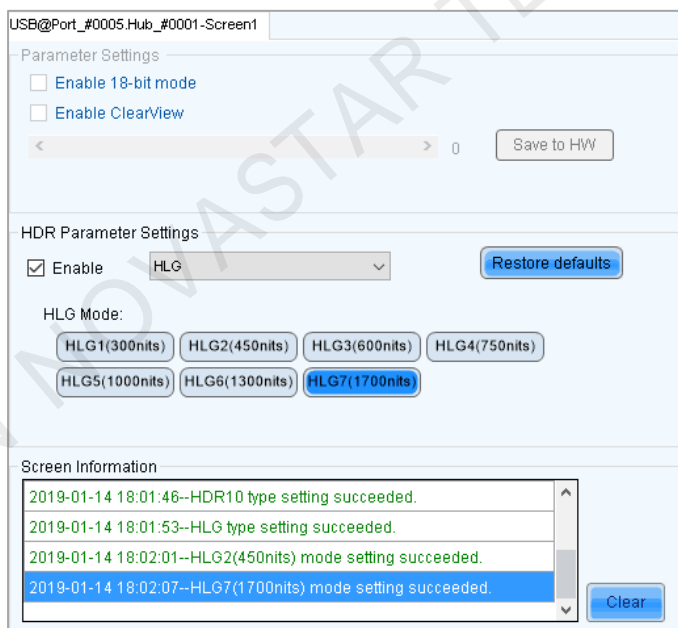 USB@Port_#0005.Hub_#0001-Screen1
Parameter Settings
Enable 18-bit mode
Enable ClearView
0 Save to HW
HDR Parameter Settings
Enable HLG Restore defaults
HLG Mode:
HLG1(300nits) HLG2(450nits) HLG3(600nits) HLG4(750nits)
HLG5(1000nits) HLG6(1300nits) HLG7(1700nits)
Screen Information
2019-01-14 18:01:46--HDR10 type setting succeeded.
2019-01-14 18:01:53--HLG type setting succeeded.
2019-01-14 18:02:01--HLG2(450nits) mode setting succeeded.
2019-01-14 18:02:07--HLG7(1700nits) mode setting succeeded.
Clear
NOVASTAR